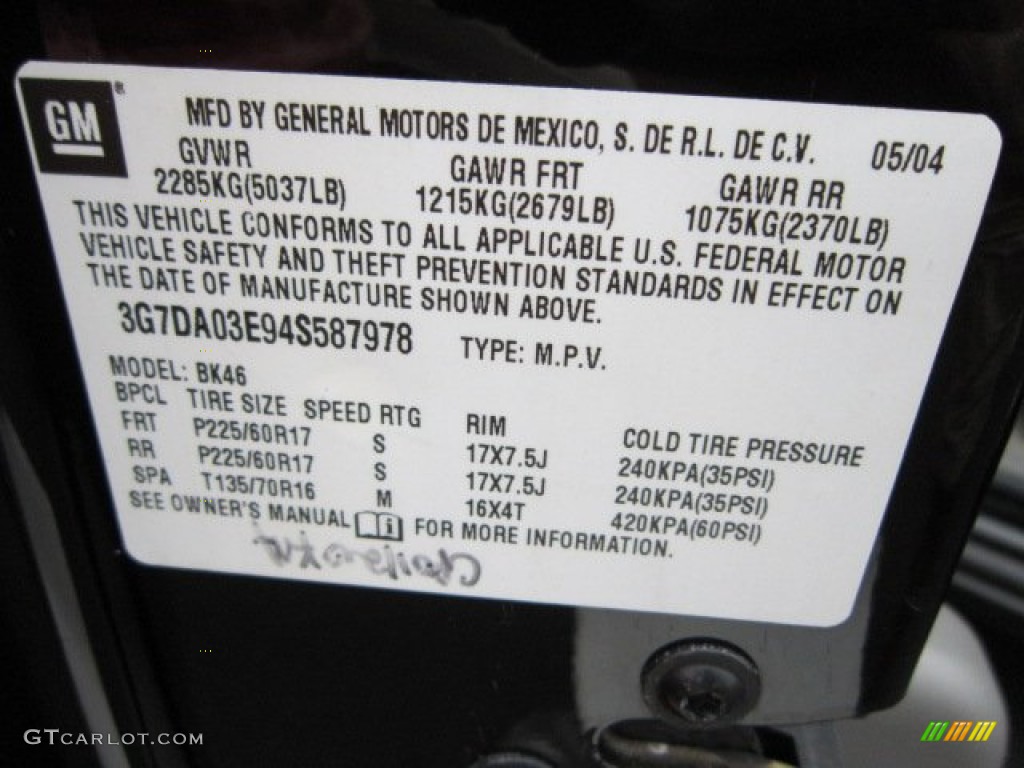 GM®
MFD BY GENERAL MOTORS DE MEXICO, S. DE R.L. DE C.V. 05/04
GVWR GAWR FRT GAWR RR
2285KG(5037LB) 1215KG(2679LB) 1075KG(2370LB)
THIS VEHICLE CONFORMS TO ALL APPLICABLE U.S. FEDERAL MOTOR
VEHICLE SAFETY AND THEFT PREVENTION STANDARDS IN EFFECT ON
THE DATE OF MANUFACTURE SHOWN ABOVE.
3G7DA03E94S587978 TYPE: M.P.V.
MODEL: BK46
BPCL TIRE SIZE SPEED RTG RIM COLD TIRE PRESSURE
FRT P225/60R17 S 17X7.5J 240KPA(35PSI)
RR P225/60R17 S 17X7.5J 240KPA(35PSI)
SPA T135/70R16 M 16X4T 420KPA(60PSI)
SEE OWNER'S MANUAL FOR MORE INFORMATION.
GTCARLOT.COM